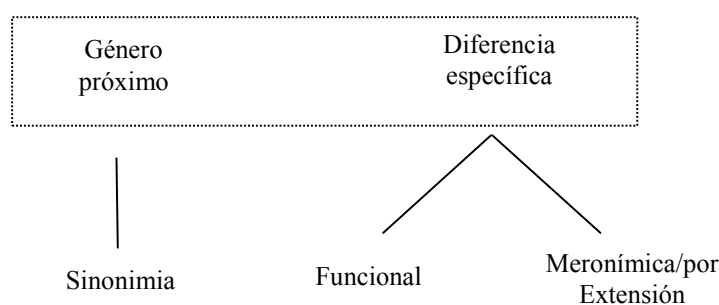 Género
próximo
Diferencia
específica
Sinonimia
Funcional
Meronímica/por
Extensión